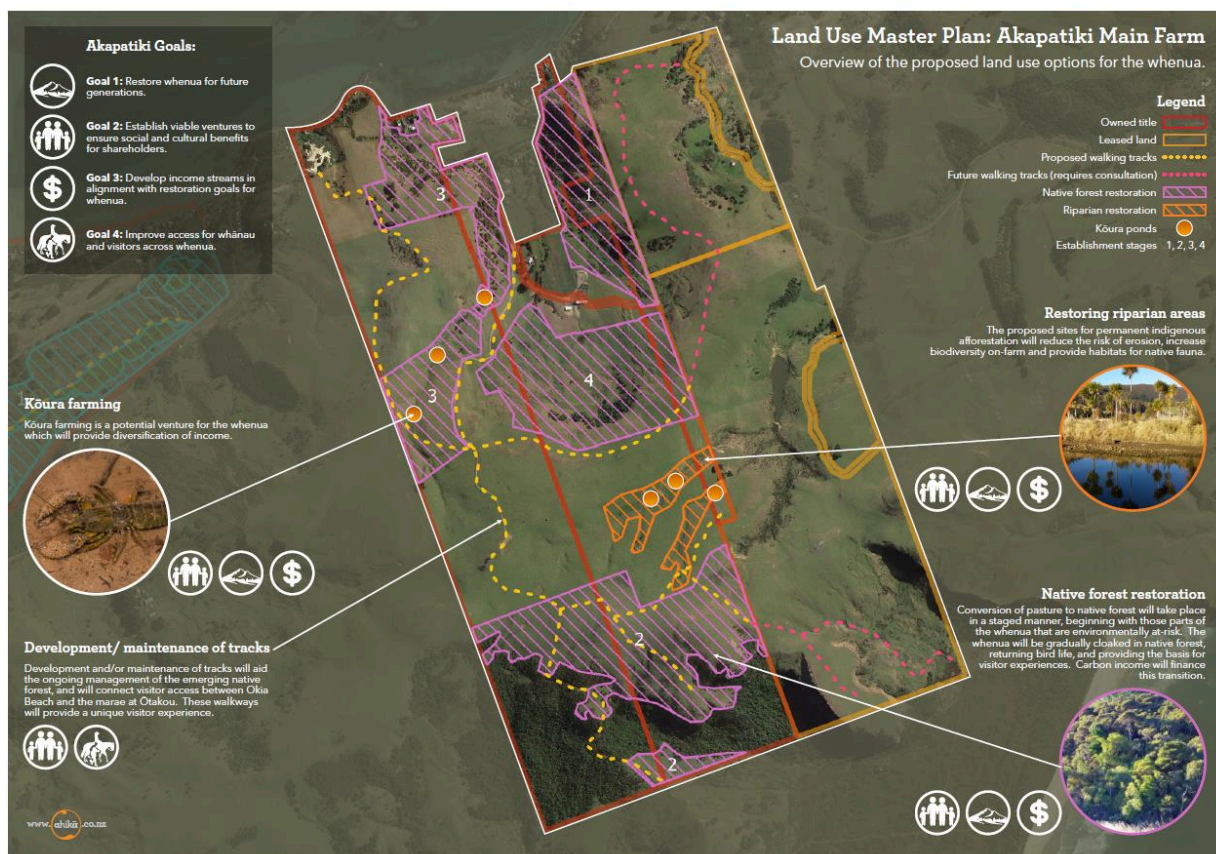 Akapatiki Goals:
Goal 1: Restore whenua for future
generations.
Goal 2: Establish viable ventures to
ensure social and cultural benefits
for shareholders.
$
Goal 3: Develop income streams in
alignment with restoration goals for
whenua.
Goal 4: Improve access for whānau
and visitors across whenua.
Land Use Master Plan: Akapatiki Main Farm
Overview of the proposed land use options for the whenua.
Legend
Owned title
Leased land
Proposed walking tracks
Future walking tracks (requires consultation)
Native forest restoration
Riparian restoration
Kōura ponds
Establishment stages 1, 2, 3, 4
1
3
4
3
2
2
Kōura farming
Kōura farming is a potential venture for the whenua
which will provide diversification of income.
$
Development/ maintenance of tracks
Development and/or maintenance of tracks will aid
the ongoing management of the emerging native
forest, and will connect visitor access between Okia
Beach and the marae at Ōtakou. These walkways
will provide a unique visitor experience.
Restoring riparian areas
The proposed sites for permanent indigenous
afforestation will reduce the risk of erosion, increase
biodiversity on-farm and provide habitats for native fauna.
$
Native forest restoration
Conversion of pasture to native forest will take place
in a staged manner, beginning with those parts of
the whenua that are environmentally at-risk. The
whenua will be gradually cloaked in native forest,
returning bird life, and providing the basis for
visitor experiences. Carbon income will finance
this transition.
$
www.ahikā.co.nz